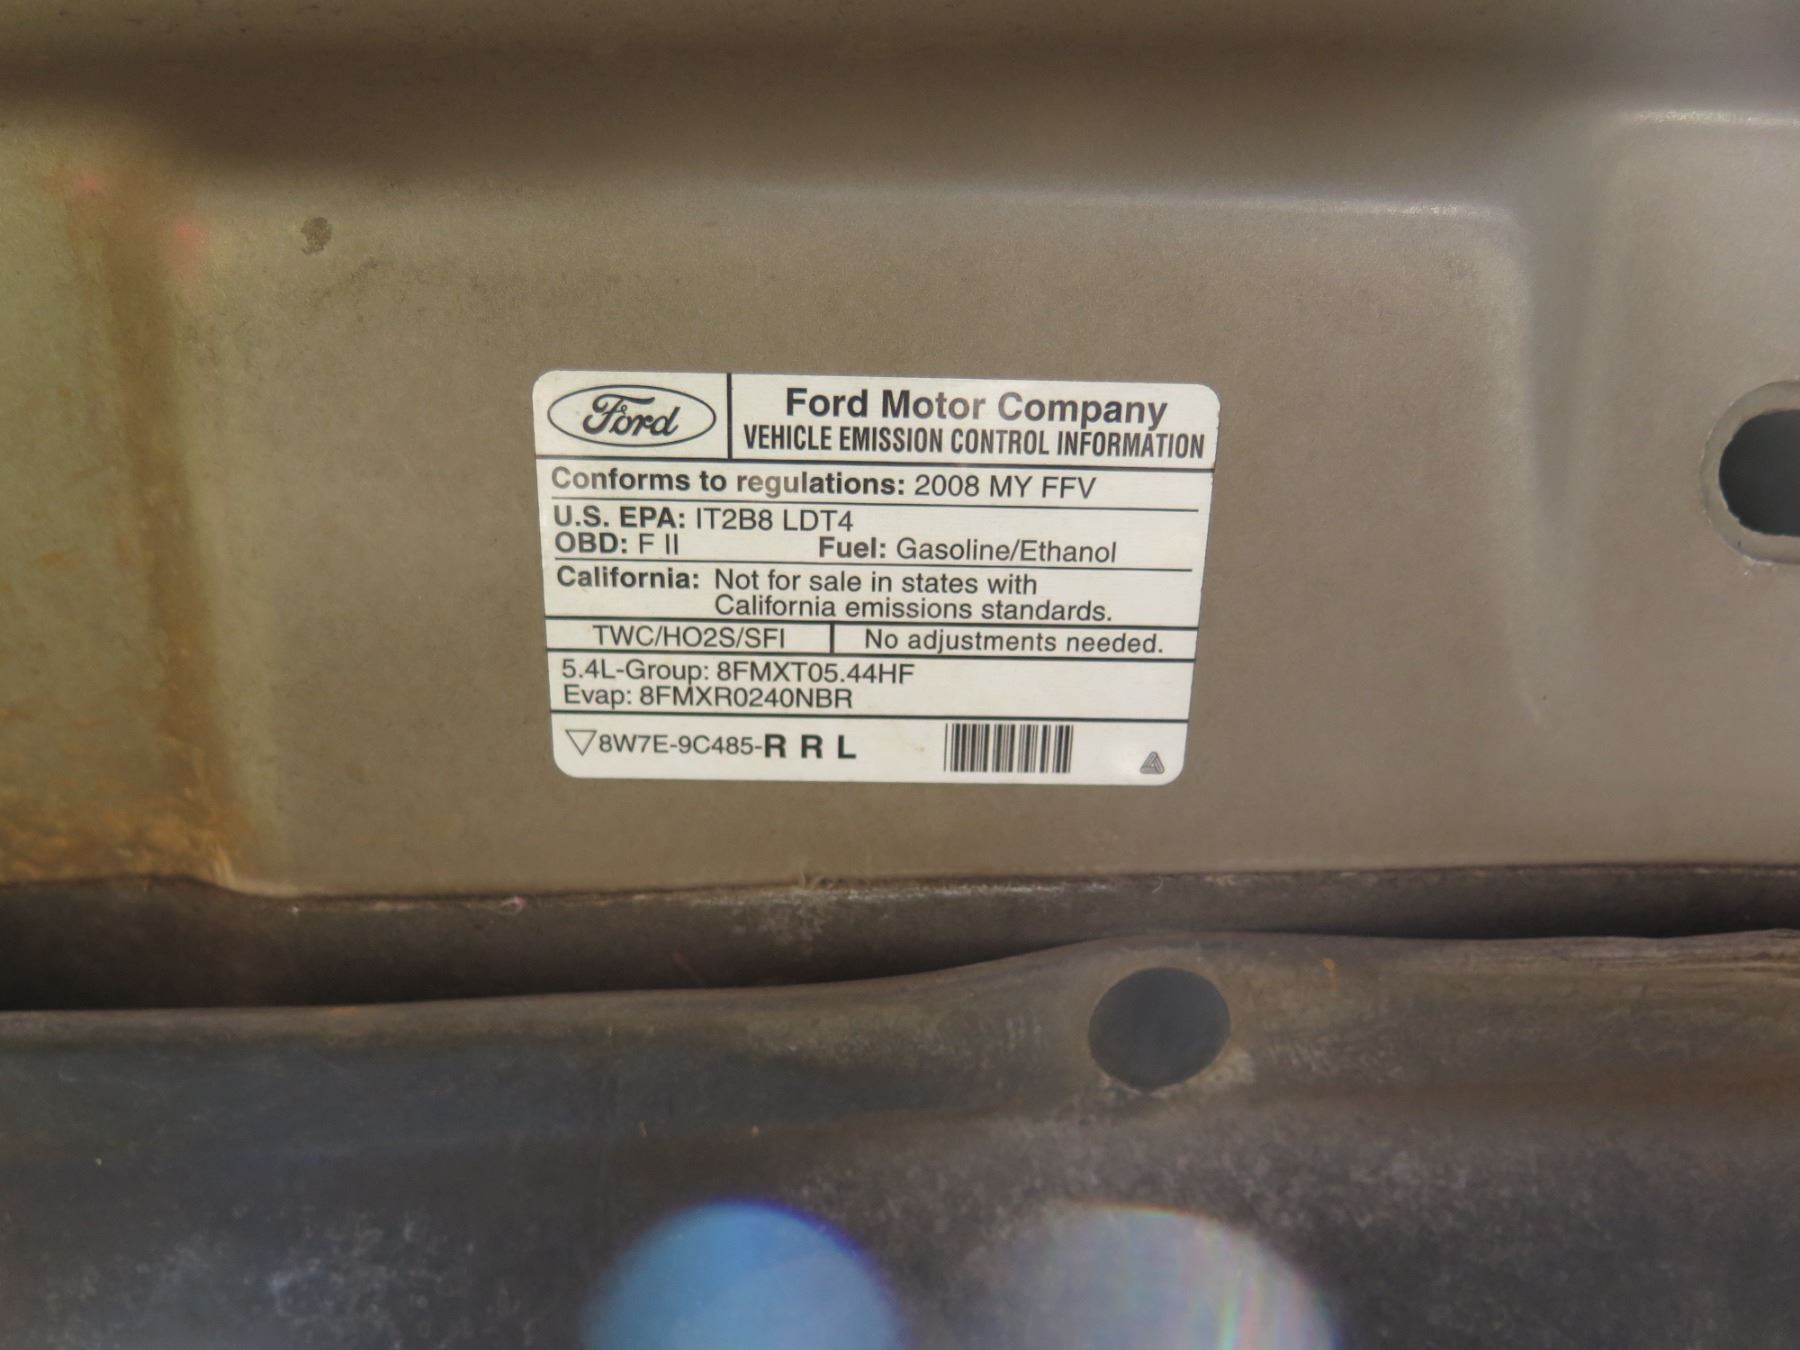 Ford
Ford Motor Company
VEHICLE EMISSION CONTROL INFORMATION
Conforms to regulations: 2008 MY FFV
U.S. EPA: IT2B8 LDT4
OBD: F II Fuel: Gasoline/Ethanol
California: Not for sale in states with
California emissions standards.
TWC/HO2S/SFI No adjustments needed.
5.4L-Group: 8FMXT05.44HF
Evap: 8FMXR0240NBR
8W7E-9C485-R R L